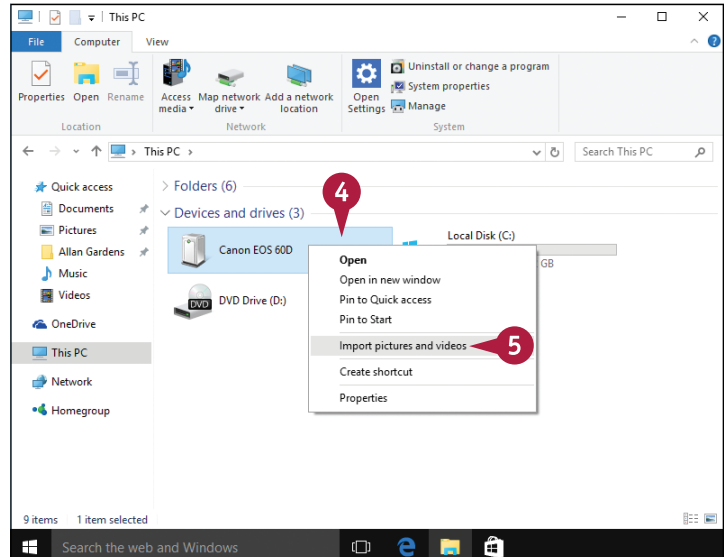 This PC
File Computer View
Properties Open Rename
Access media Map network drive Add a network location
Open Settings
Uninstall or change a program
System properties
Manage
Location Network System
This PC
Search This PC
Quick access
Documents
Pictures
Allan Gardens
Music
Videos
OneDrive
This PC
Network
Homegroup
Folders (6)
4
Devices and drives (3)
Canon EOS 60D
Local Disk (C:)
GB
DVD
DVD Drive (D:)
Open
Open in new window
Pin to Quick access
Pin to Start
Import pictures and videos
5
Create shortcut
Properties
9 items 1 item selected
Search the web and Windows